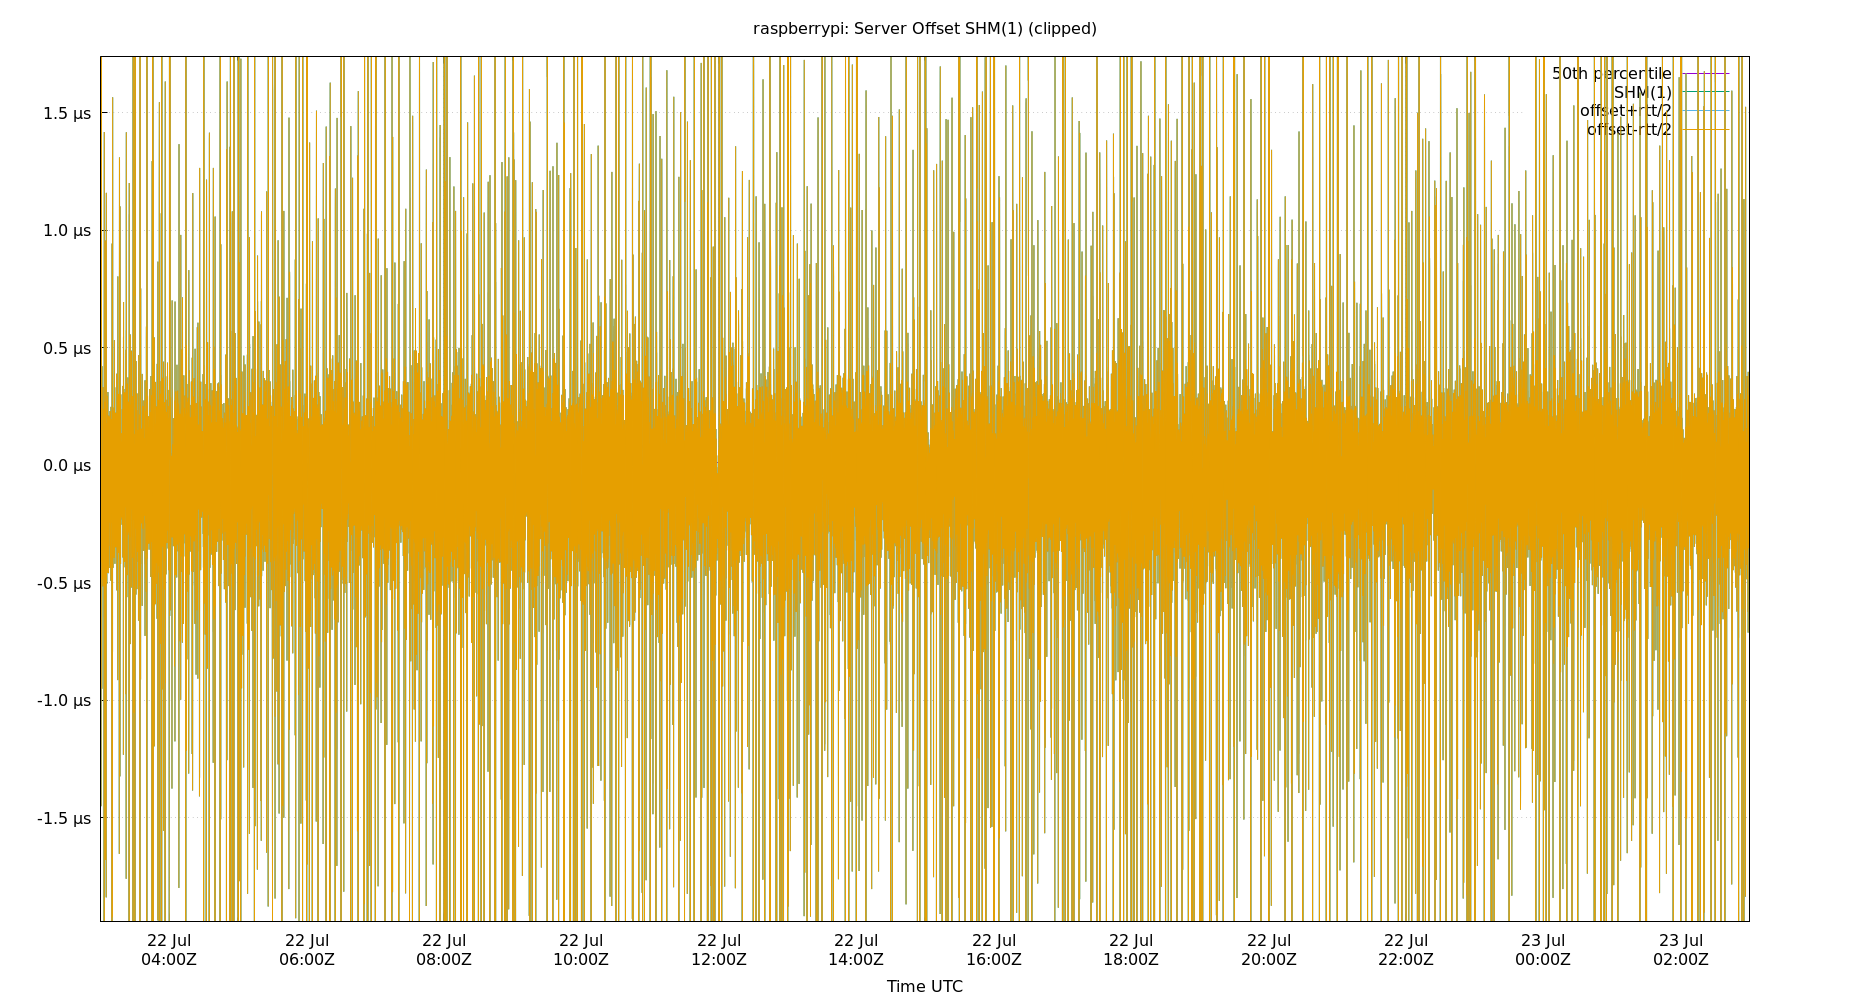 raspberrypi: Server Offset SHM(1) (clipped)
50th percentile
SHM(1)
offset+rtt/2
offset-rtt/2
1.5 µs
1.0 µs
0.5 µs
0.0 µs
-0.5 µs
-1.0 µs
-1.5 µs
22 Jul 22 Jul 22 Jul 22 Jul 22 Jul 22 Jul 22 Jul 22 Jul 22 Jul 22 Jul 23 Jul 23 Jul
04:00Z 06:00Z 08:00Z 10:00Z 12:00Z 14:00Z 16:00Z 18:00Z 20:00Z 22:00Z 00:00Z 02:00Z
Time UTC